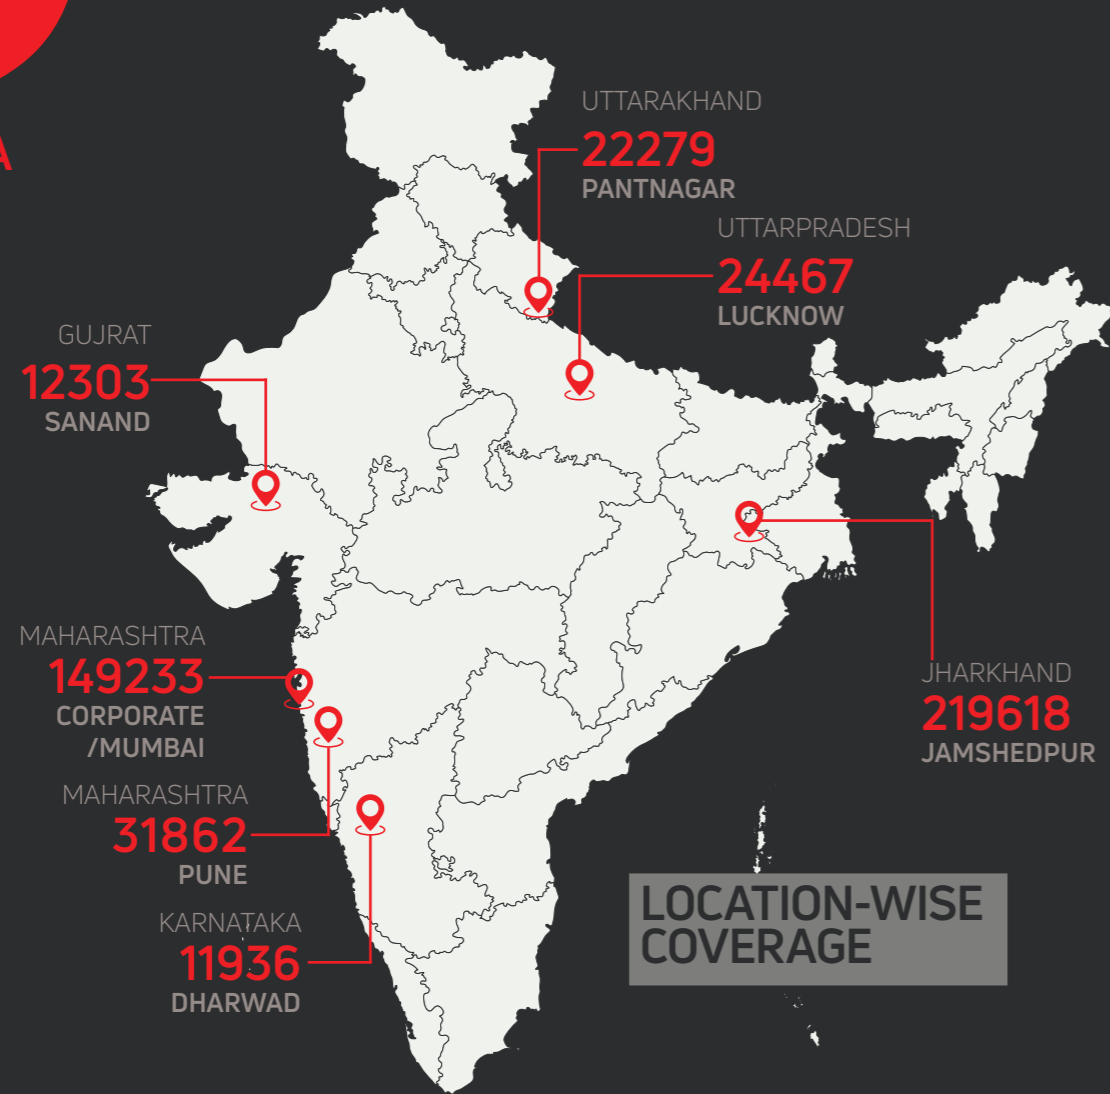 A
UTTARAKHAND
22279
PANTNAGAR
UTTARPRADESH
24467
LUCKNOW
GUJRAT
12303
SANAND
MAHARASHTRA
149233
CORPORATE
/MUMBAI
MAHARASHTRA
31862
PUNE
KARNATAKA
11936
DHARWAD
JHARKHAND
219618
JAMSHEDPUR
LOCATION-WISE
COVERAGE